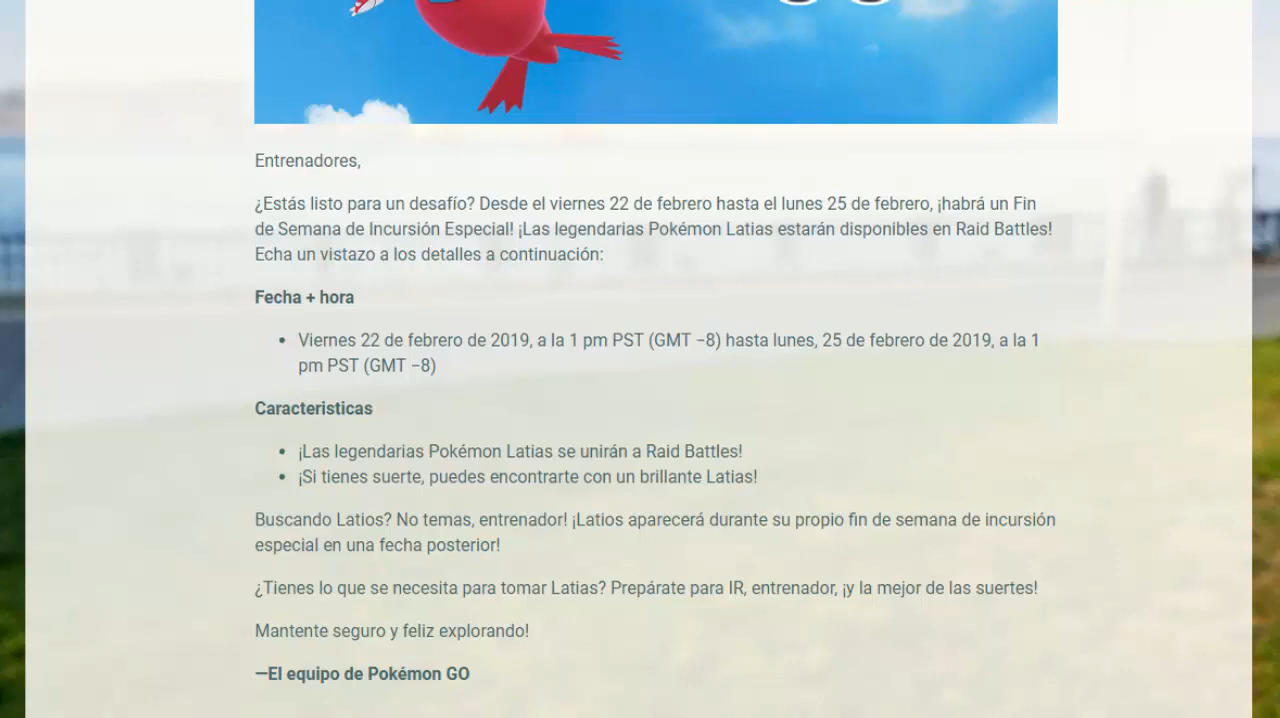 Entrenadores,
¿Estás listo para un desafío? Desde el viernes 22 de febrero hasta el lunes 25 de febrero, ¡habrá un Fin
de Semana de Incursión Especial! ¡Las legendarias Pokémon Latias estarán disponibles en Raid Battles!
Echa un vistazo a los detalles a continuación:
Fecha + hora
• Viernes 22 de febrero de 2019, a la 1 pm PST (GMT −8) hasta lunes, 25 de febrero de 2019, a la 1
pm PST (GMT −8)
Caracteristicas
• ¡Las legendarias Pokémon Latias se unirán a Raid Battles!
• ¡Si tienes suerte, puedes encontrarte con un brillante Latias!
Buscando Latios? No temas, entrenador! ¡Latios aparecerá durante su propio fin de semana de incursión
especial en una fecha posterior!
¿Tienes lo que se necesita para tomar Latias? Prepárate para IR, entrenador, ¡y la mejor de las suertes!
Mantente seguro y feliz explorando!
—El equipo de Pokémon GO